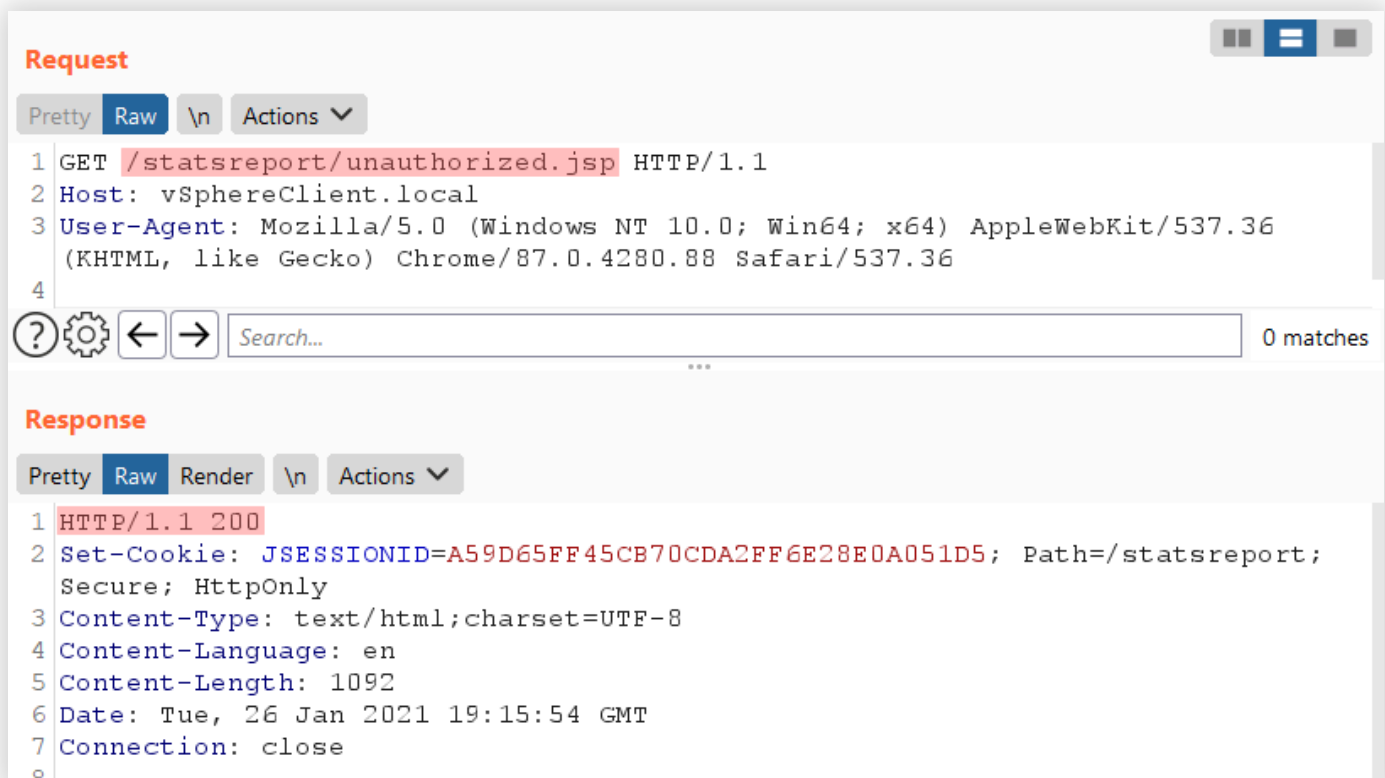 Request
Pretty Raw \n Actions
1 GET /statsreport/unauthorized.jsp HTTP/1.1
2 Host: vSphereClient.local
3 User-Agent: Mozilla/5.0 (Windows NT 10.0; Win64; x64) AppleWebKit/537.36
(KHTML, like Gecko) Chrome/87.0.4280.88 Safari/537.36
4
? Search... 0 matches
Response
Pretty Raw Render \n Actions
1 HTTP/1.1 200
2 Set-Cookie: JSESSIONID=A59D65FF45CB70CDA2FF6E28E0A051D5; Path=/statsreport;
Secure; HttpOnly
3 Content-Type: text/html;charset=UTF-8
4 Content-Language: en
5 Content-Length: 1092
6 Date: Tue, 26 Jan 2021 19:15:54 GMT
7 Connection: close
8